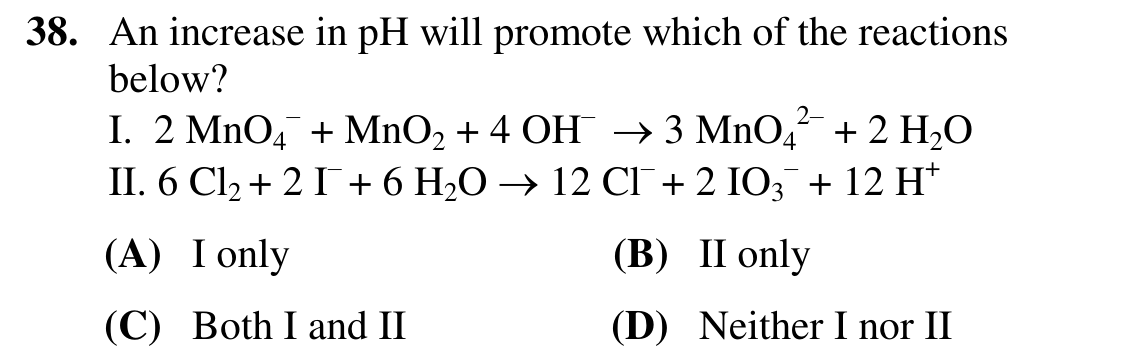 38. An increase in pH will promote which of the reactions
below?
I. 2 MnO₄⁻ + MnO₂ + 4 OH⁻ → 3 MnO₄²⁻ + 2 H₂O
II. 6 Cl₂ + 2 I⁻ + 6 H₂O → 12 Cl⁻ + 2 IO₃⁻ + 12 H⁺
(A) I only (B) II only
(C) Both I and II (D) Neither I nor II